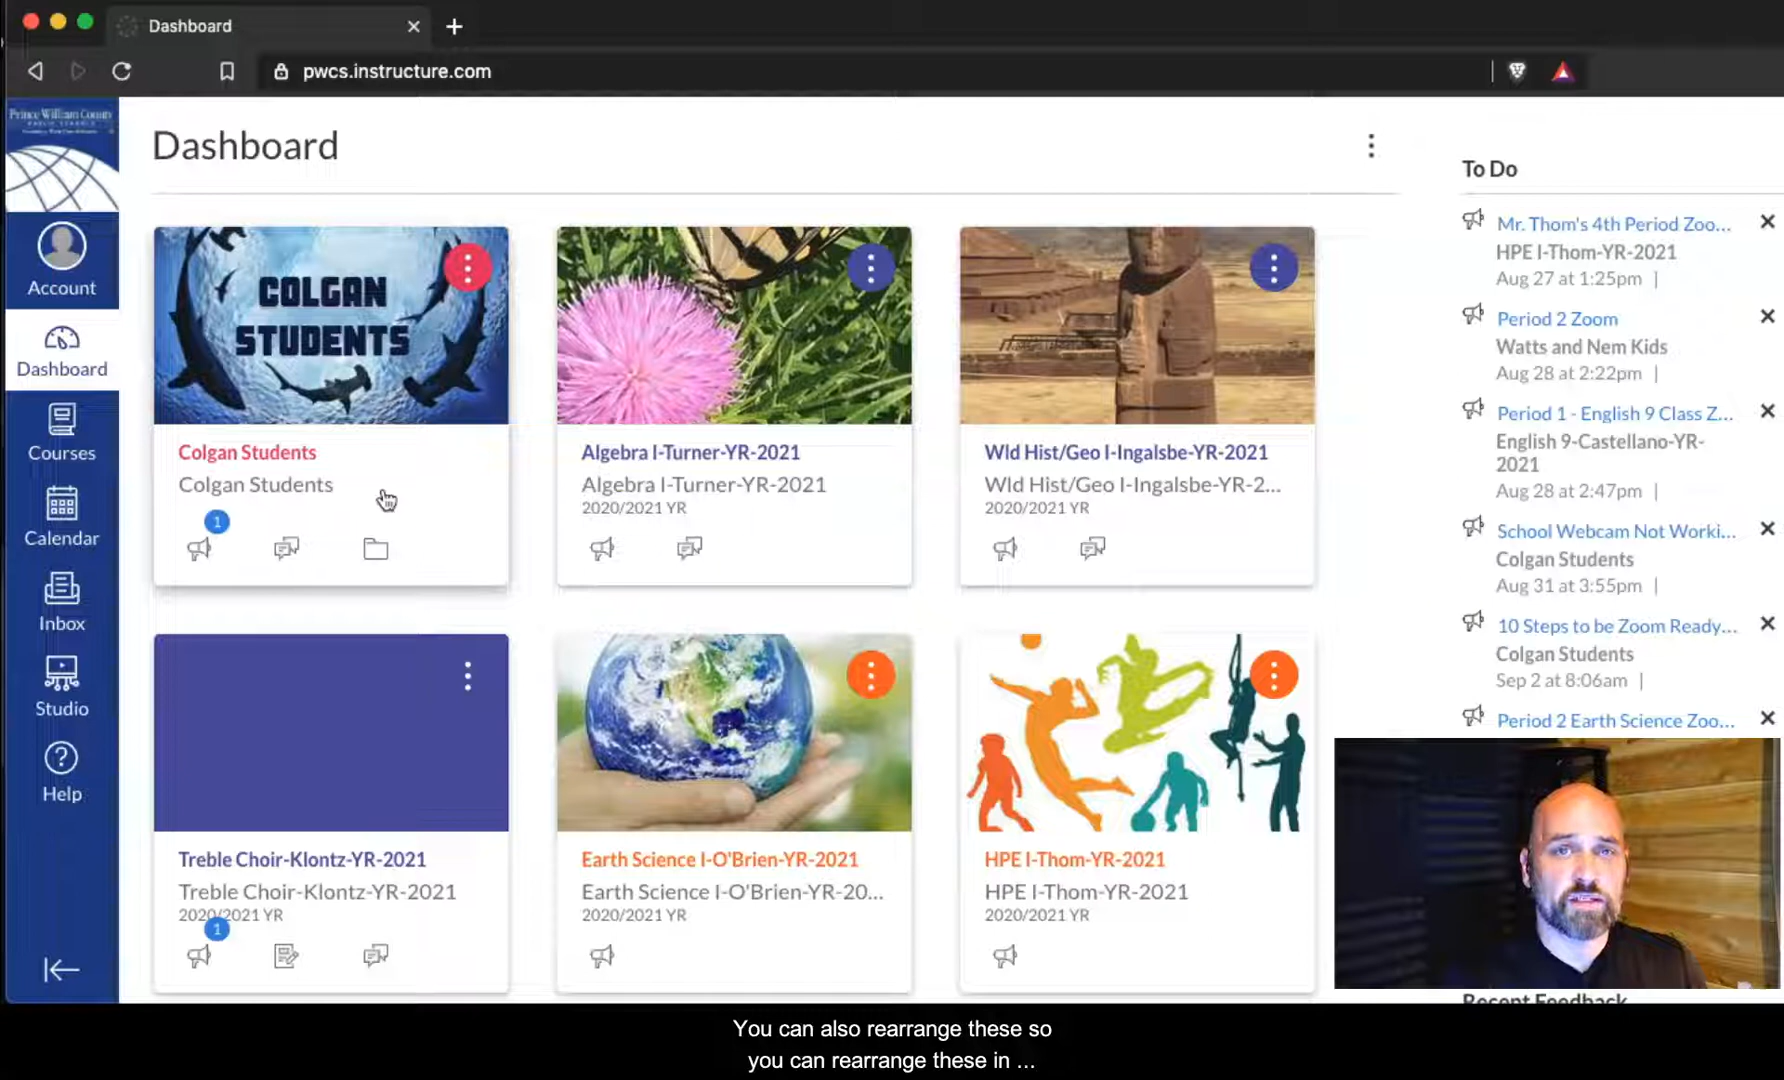 Dashboard
pwcs.instructure.com
Prince William County
PUBLIC SCHOOLS
Dashboard
To Do
Account
Dashboard
Courses
Calendar
Inbox
Studio
Help
COLGAN
STUDENTS
Colgan Students
Colgan Students
1
Algebra I-Turner-YR-2021
Algebra I-Turner-YR-2021
2020/2021 YR
Wld Hist/Geo I-Ingalsbe-YR-2021
Wld Hist/Geo I-Ingalsbe-YR-2...
2020/2021 YR
Treble Choir-Klontz-YR-2021
Treble Choir-Klontz-YR-2021
2020/2021 YR
1
Earth Science I-O'Brien-YR-2021
Earth Science I-O'Brien-YR-20...
2020/2021 YR
HPE I-Thom-YR-2021
HPE I-Thom-YR-2021
2020/2021 YR
Mr. Thom's 4th Period Zoo...
HPE I-Thom-YR-2021
Aug 27 at 1:25pm |
Period 2 Zoom
Watts and Nem Kids
Aug 28 at 2:22pm |
Period 1 - English 9 Class Z...
English 9-Castellano-YR-
2021
Aug 28 at 2:47pm |
School Webcam Not Worki...
Colgan Students
Aug 31 at 3:55pm |
10 Steps to be Zoom Ready...
Colgan Students
Sep 2 at 8:06am |
Period 2 Earth Science Zoo...
Recent Feedback
You can also rearrange these so
you can rearrange these in ...